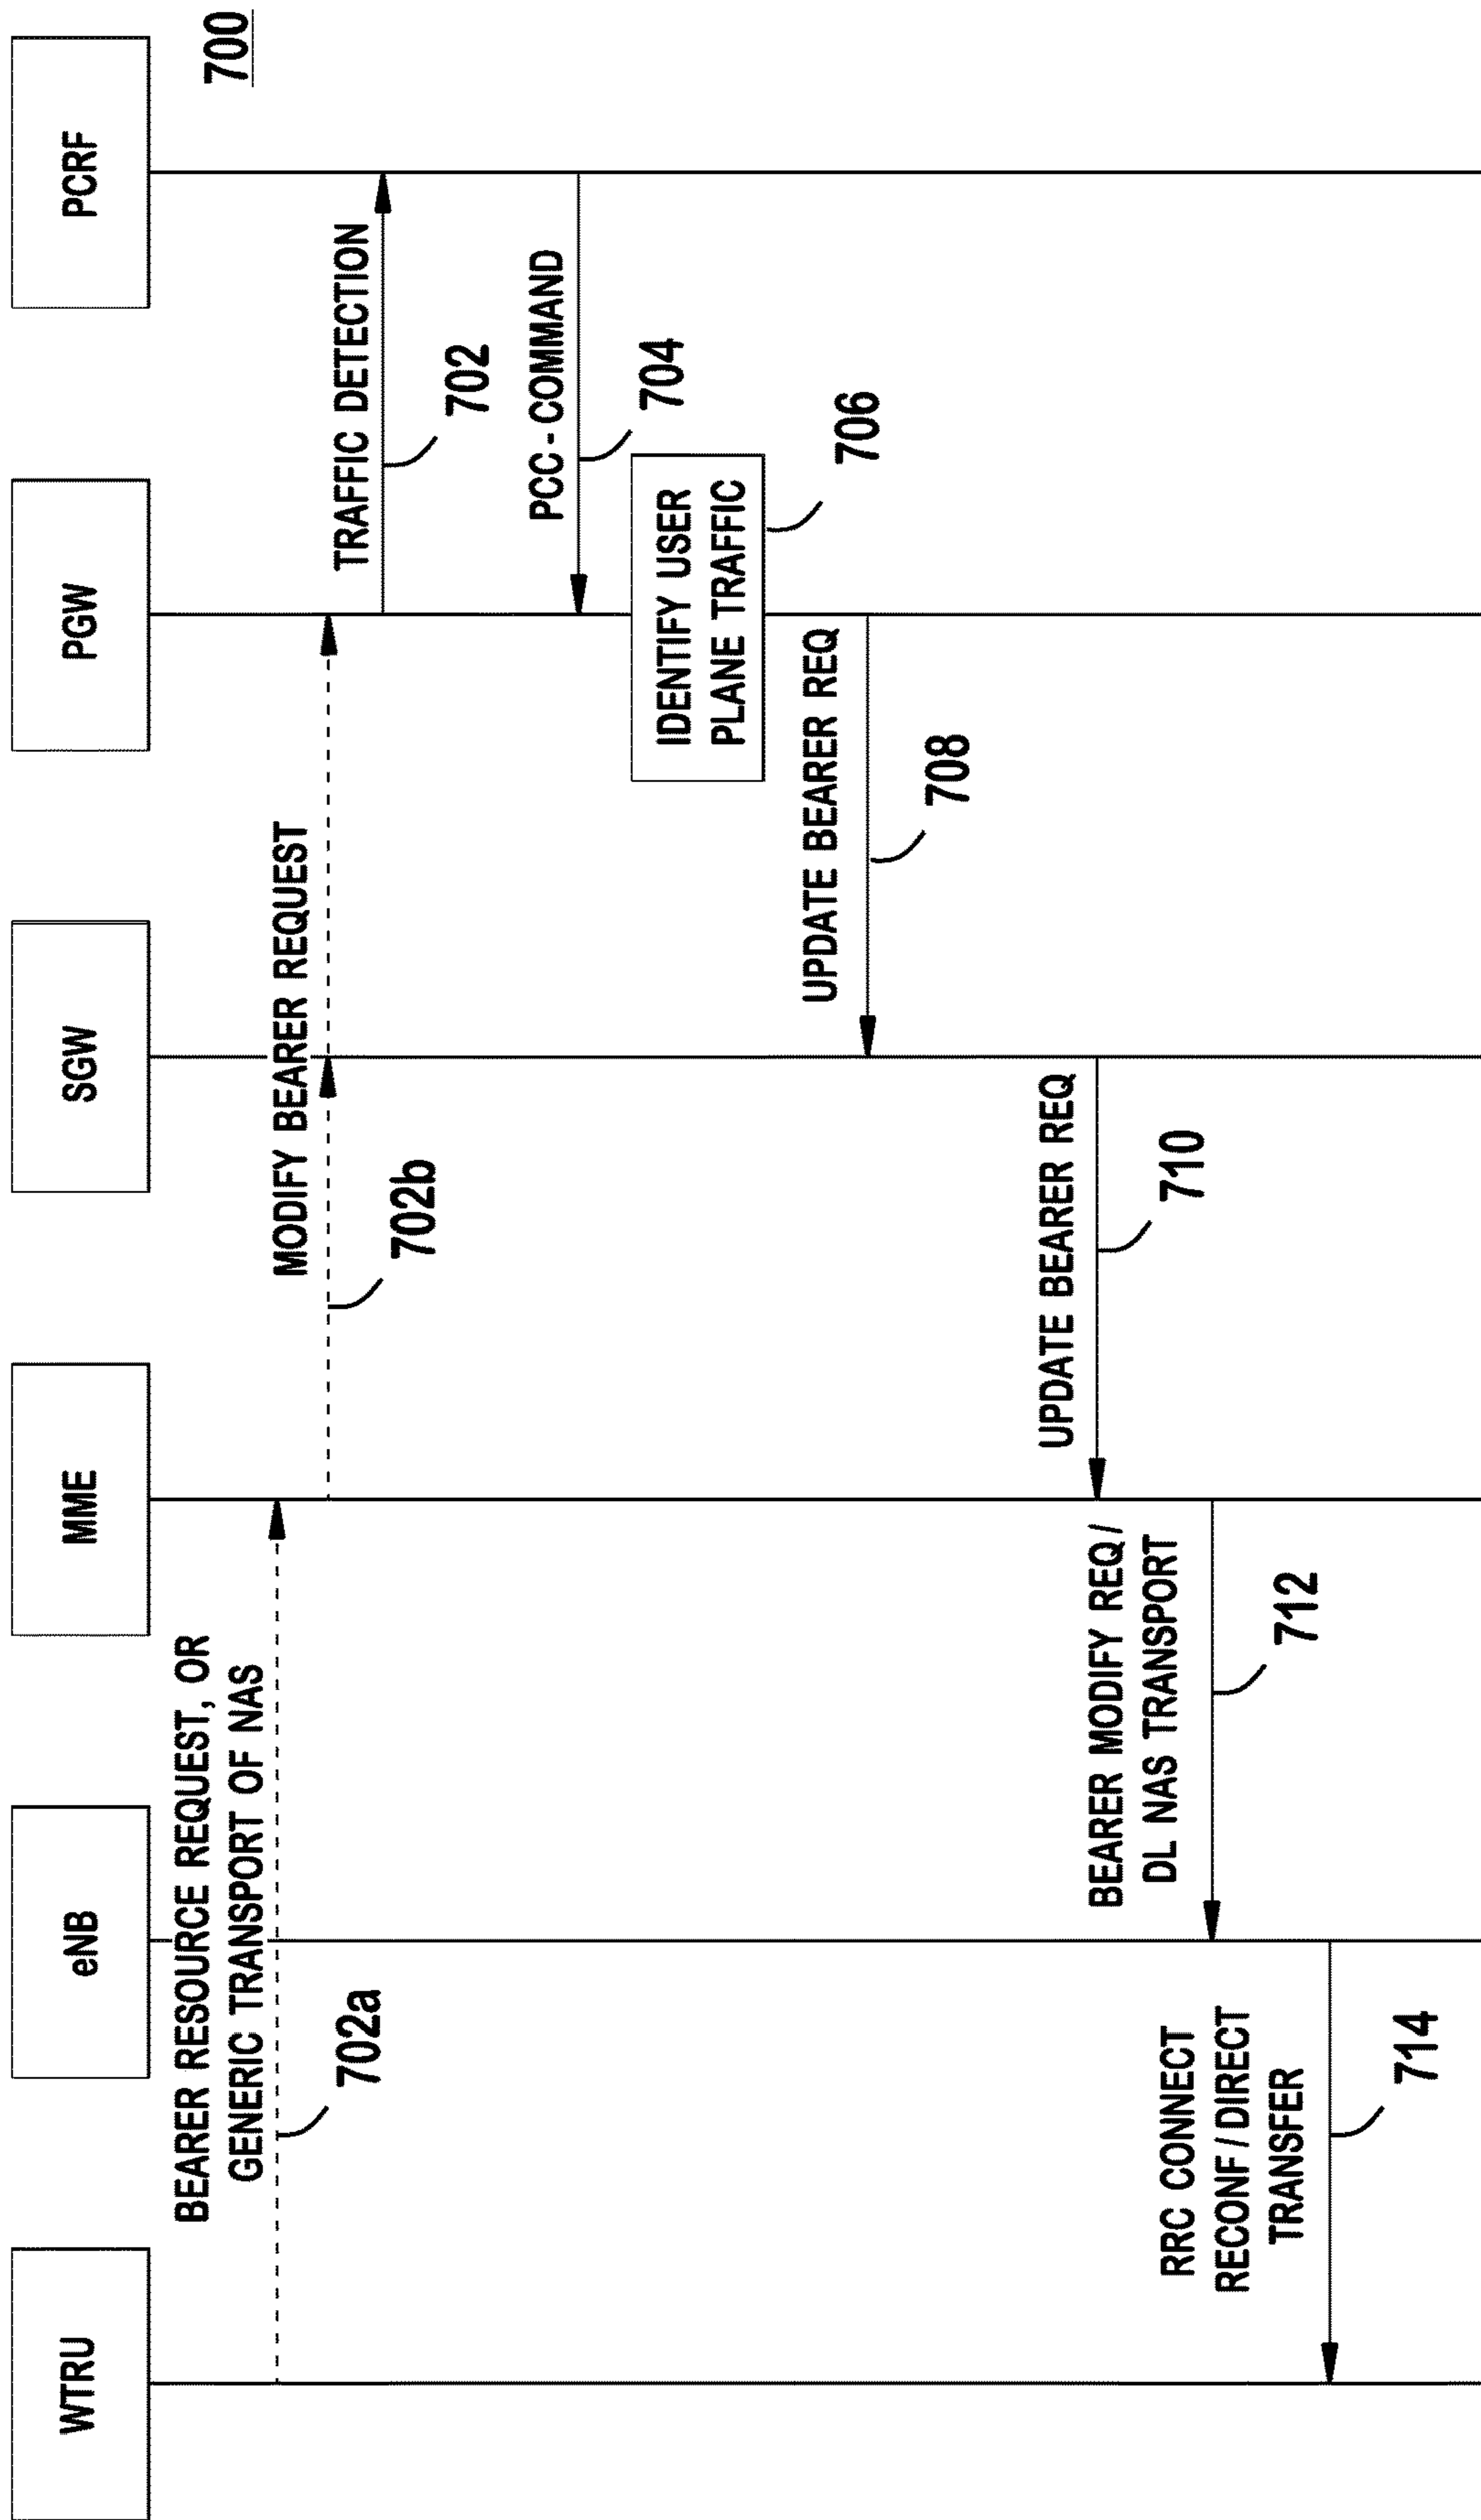 WTRU
eNB
MME
SGW
PGW
PCRF
700
BEARER RESOURCE REQUEST, OR
GENERIC TRANSPORT OF NAS
702a
MODIFY BEARER REQUEST
702b
TRAFFIC DETECTION
702
PCC - COMMAND
704
IDENTIFY USER
PLANE TRAFFIC
706
UPDATE BEARER REQ
708
UPDATE BEARER REQ
710
BEARER MODIFY REQ /
DL NAS TRANSPORT
712
RRC CONNECT
RECONF / DIRECT
TRANSFER
714